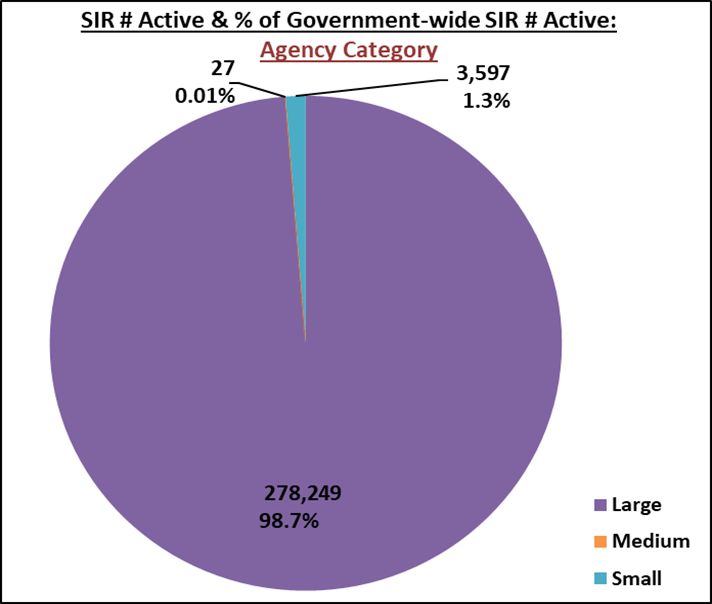 SIR # Active & % of Government-wide SIR # Active:
Agency Category
27
0.01%
3,597
1.3%
278,249
98.7%
Large
Medium
Small